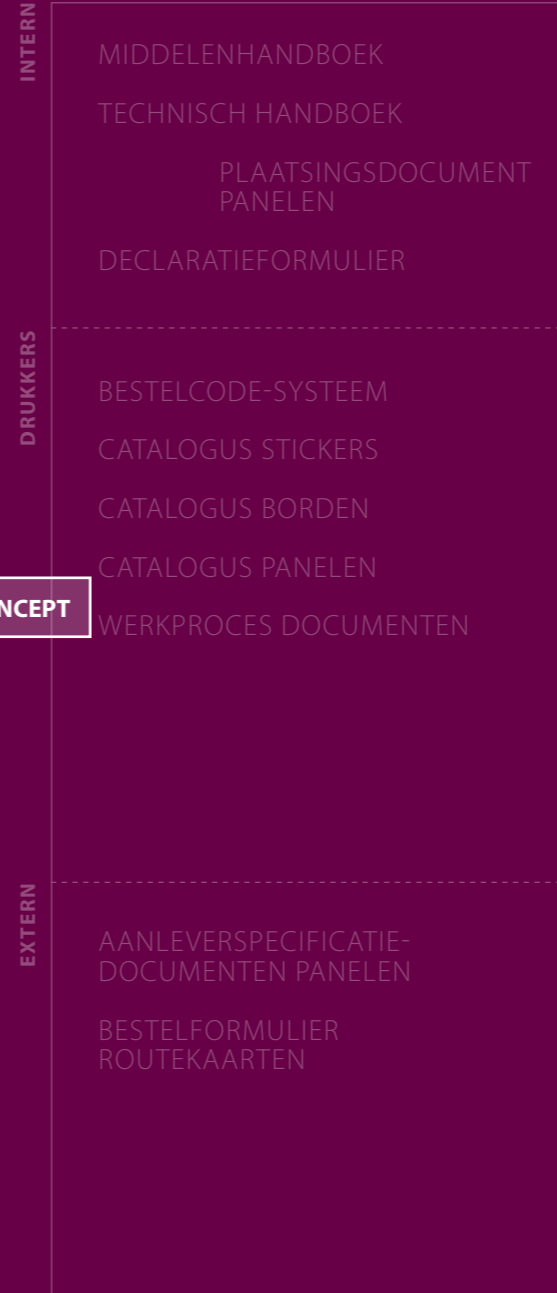 INTERN
MIDDELENHANDBOEK
TECHNISCH HANDBOEK
PLAATSINGSDOCUMENT
PANELEN
DECLARATIEFORMULIER
DRUKKERS
BESTELCODE-SYSTEEM
CATALOGUS STICKERS
CATALOGUS BORDEN
CATALOGUS PANELEN
NCEPT
WERKPROCES DOCUMENTEN
EXTERN
AANLEVERSPECIFICATIE-
DOCUMENTEN PANELEN
BESTELFORMULIER
ROUTEKAARTEN